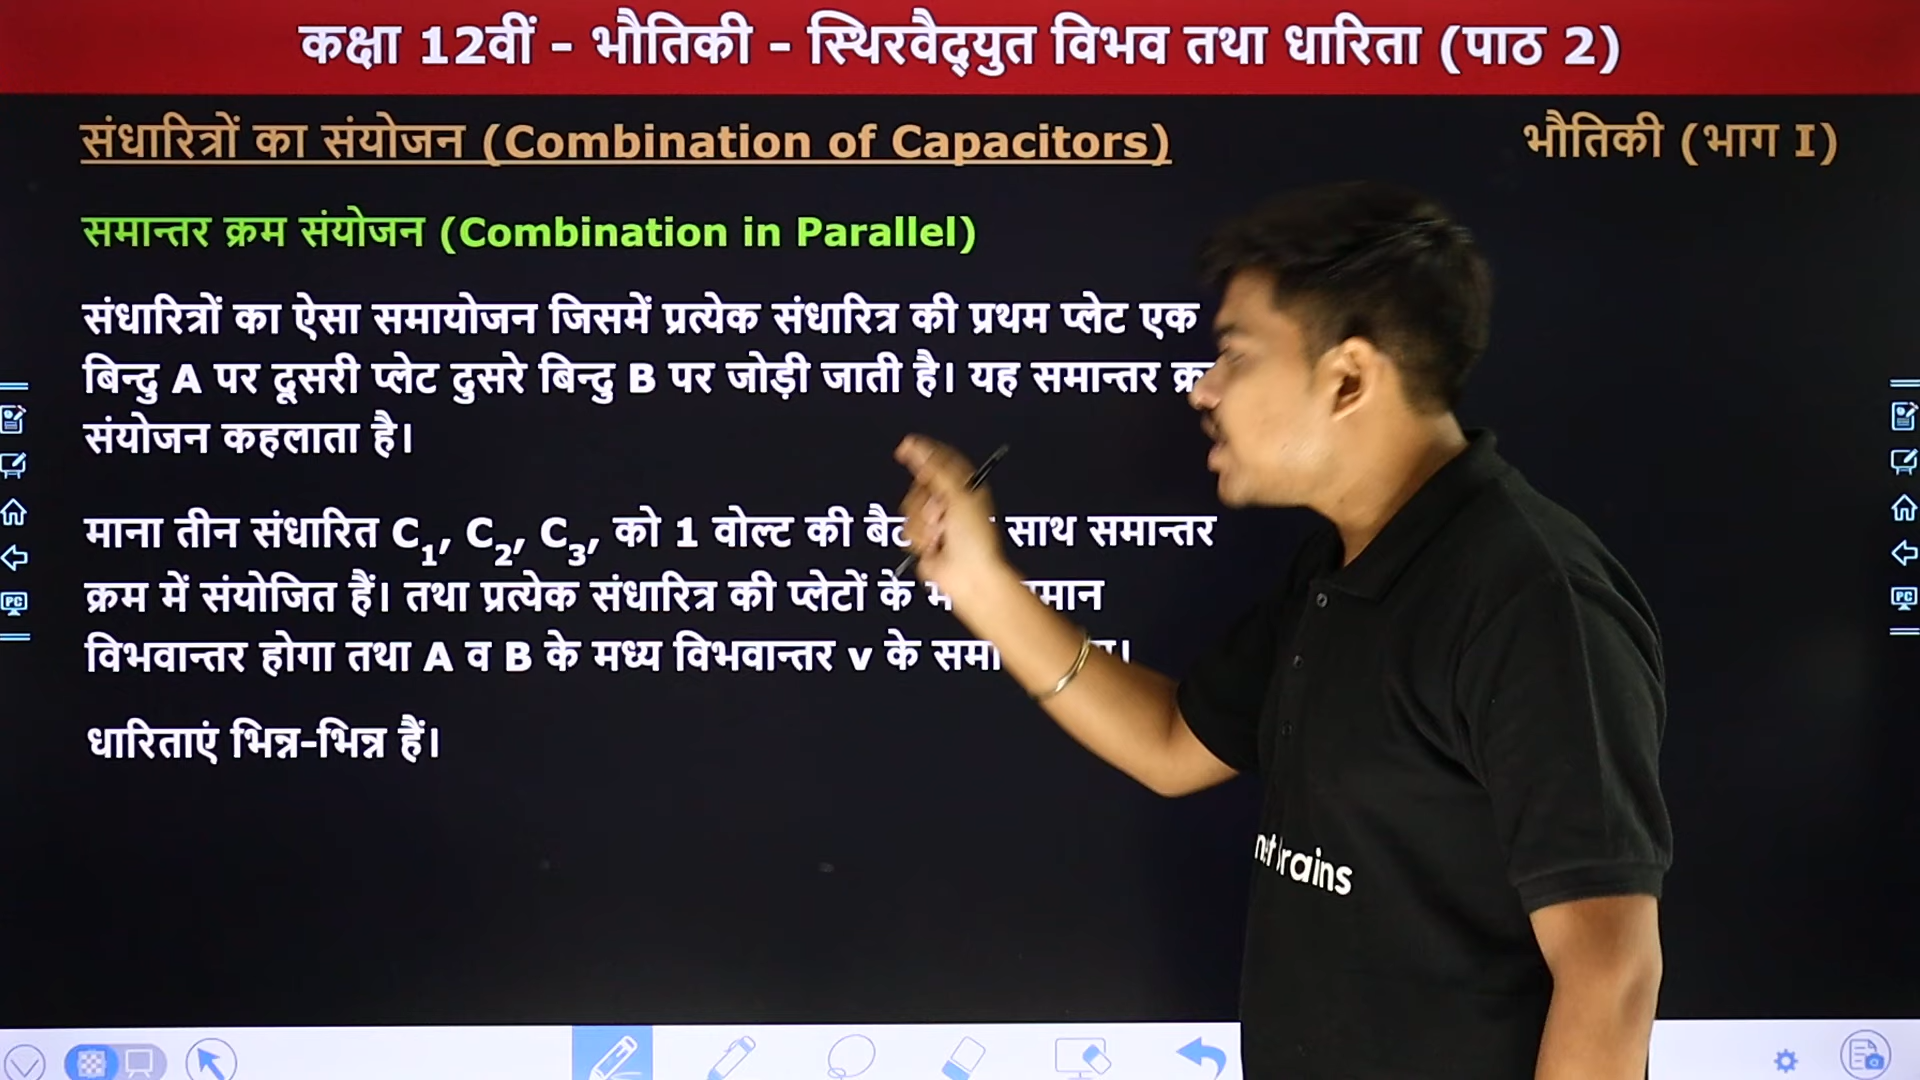 कक्षा 12वीं - भौतिकी - स्थिरवैद्युत विभव तथा धारिता (पाठ 2)
संधारित्रों का संयोजन (Combination of Capacitors)
भौतिकी (भाग I)
समान्तर क्रम संयोजन (Combination in Parallel)
संधारित्रों का ऐसा समायोजन जिसमें प्रत्येक संधारित्र की प्रथम प्लेट एक
बिन्दु A पर दूसरी प्लेट दुसरे बिन्दु B पर जोड़ी जाती है। यह समान्तर
संयोजन कहलाता है।
माना तीन संधारित C₁, C₂, C₃, को 1 वोल्ट की साथ समान्तर
क्रम में संयोजित हैं। तथा प्रत्येक संधारित्र की प्लेटों के
विभवान्तर होगा तथा A व B के मध्य विभवान्तर v के
धारिताएं भिन्न-भिन्न हैं।
PC
PC